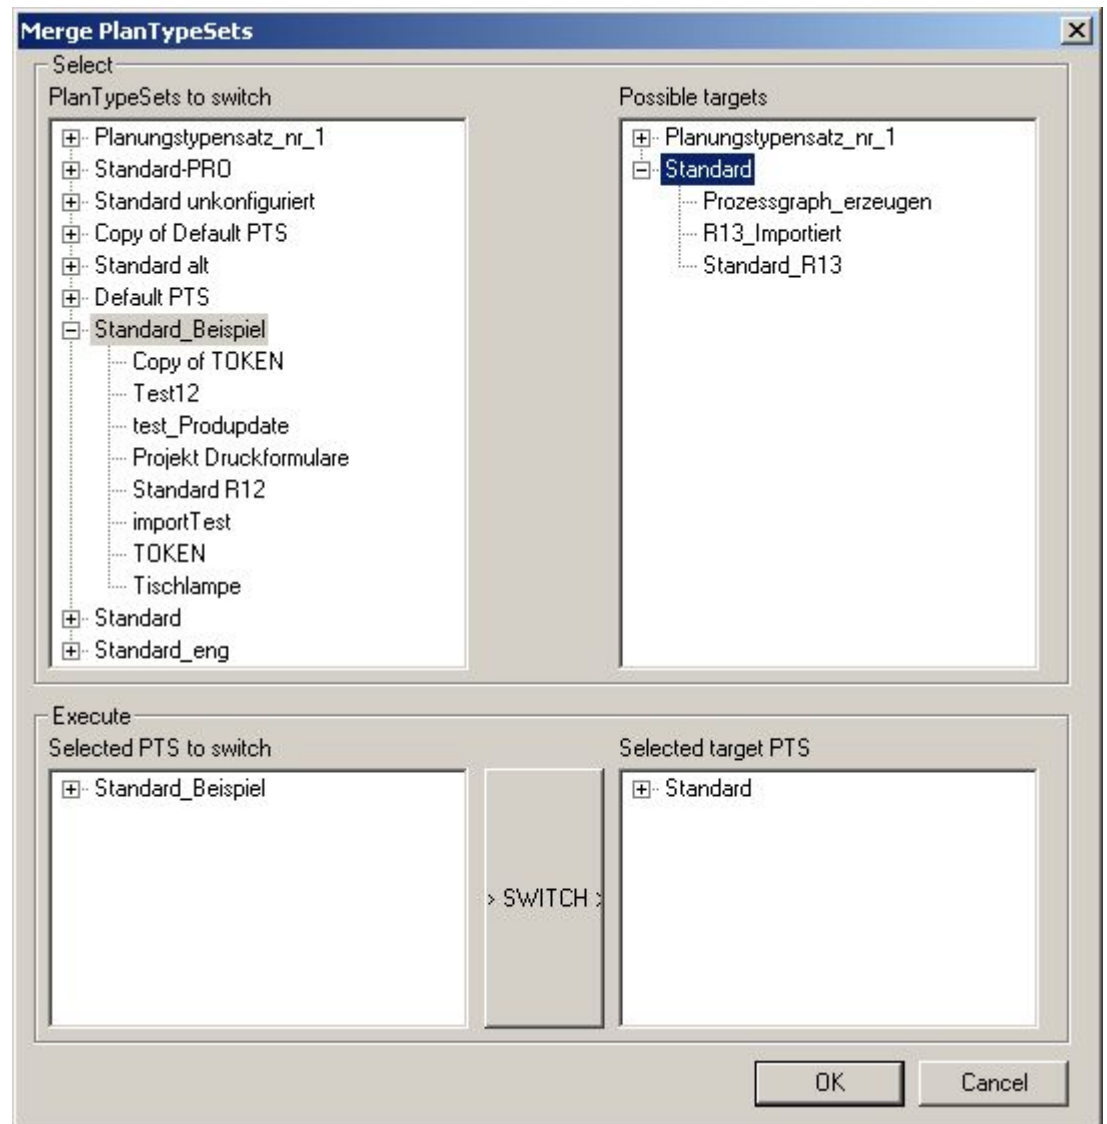 Merge PlanTypeSets
Select
PlanTypeSets to switch
Planungstypensatz_nr_1
Standard-PRO
Standard unkonfiguriert
Copy of Default PTS
Standard alt
Default PTS
Standard_Beispiel
Copy of TOKEN
Test12
test_Produpdate
Projekt Druckformulare
Standard R12
importTest
TOKEN
Tischlampe
Standard
Standard_eng
Possible targets
Planungstypensatz_nr_1
Standard
Prozessgraph_erzeugen
R13_Importiert
Standard_R13
Execute
Selected PTS to switch
Standard_Beispiel
> SWITCH >
Selected target PTS
Standard
OK
Cancel